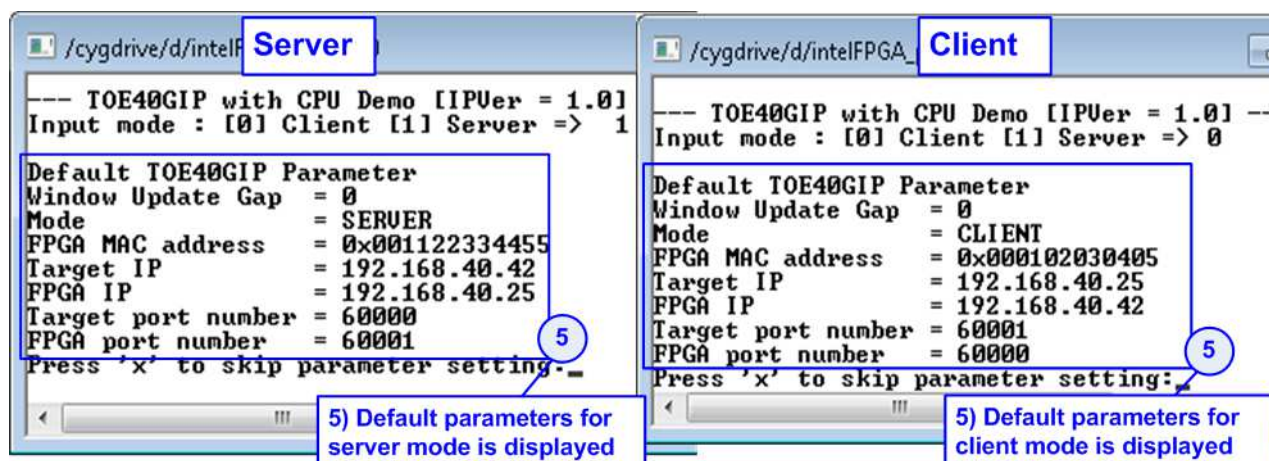 /cygdrive/d/intelF
Server
--- TOE40GIP with CPU Demo [IPVer = 1.0]
Input mode : [0] Client [1] Server => 1
Default TOE40GIP Parameter
Window Update Gap = 0
Mode = SERVER
FPGA MAC address = 0x001122334455
Target IP = 192.168.40.42
FPGA IP = 192.168.40.25
Target port number = 60000
FPGA port number = 60001
Press 'x' to skip parameter setting:_
5
5) Default parameters for
server mode is displayed
/cygdrive/d/intelFPGA_
Client
--- TOE40GIP with CPU Demo [IPVer = 1.0] --
Input mode : [0] Client [1] Server => 0
Default TOE40GIP Parameter
Window Update Gap = 0
Mode = CLIENT
FPGA MAC address = 0x000102030405
Target IP = 192.168.40.25
FPGA IP = 192.168.40.42
Target port number = 60001
FPGA port number = 60000
Press 'x' to skip parameter setting:_
5
5) Default parameters for
client mode is displayed